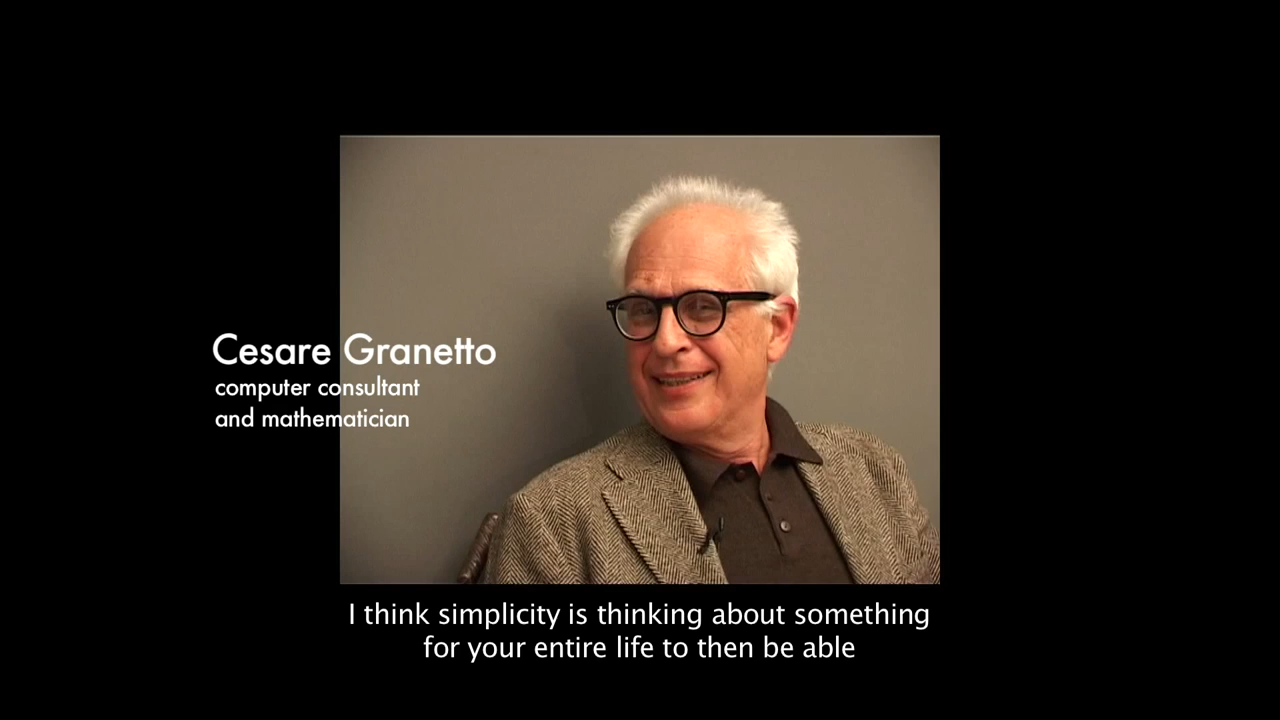 Cesare Granetto
computer consultant
and mathematician
I think simplicity is thinking about something
for your entire life to then be able